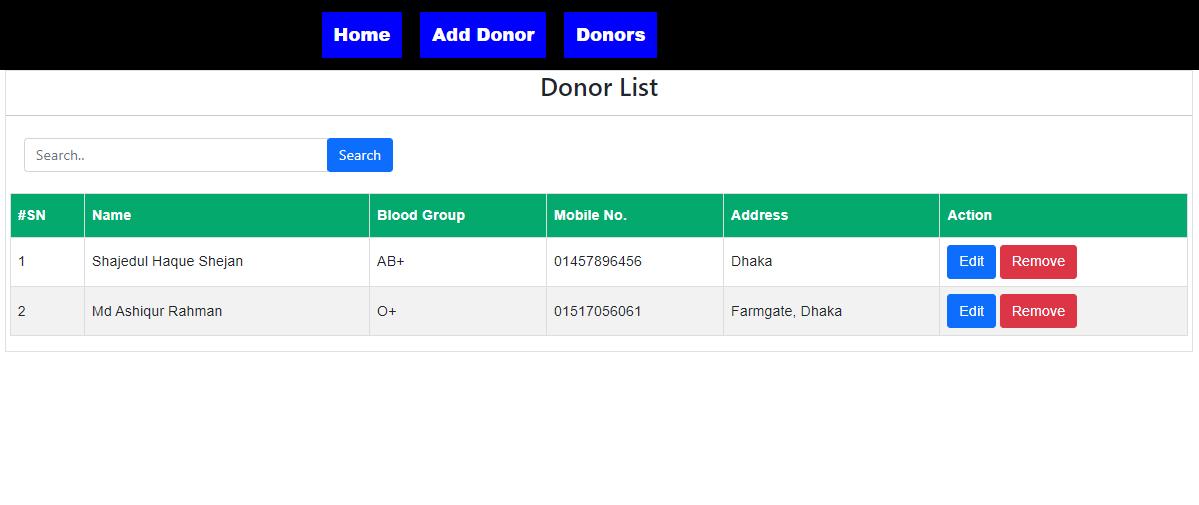 Home Add Donor Donors
Donor List
Search.. Search
#SN Name Blood Group Mobile No. Address Action
1 Shajedul Haque Shejan AB+ 01457896456 Dhaka Edit Remove
2 Md Ashiqur Rahman O+ 01517056061 Farmgate, Dhaka Edit Remove